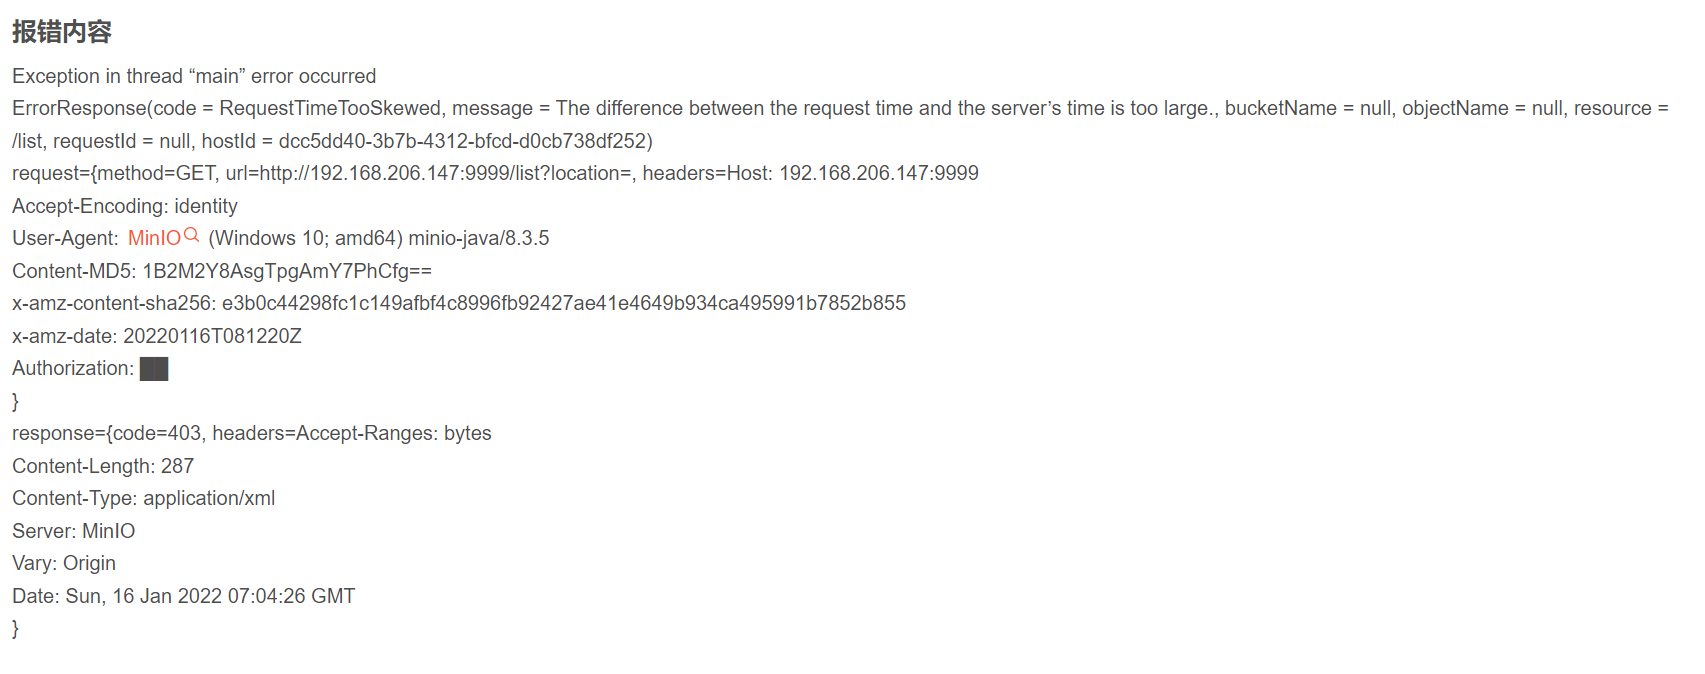 报错内容
Exception in thread “main” error occurred
ErrorResponse(code = RequestTimeTooSkewed, message = The difference between the request time and the server’s time is too large., bucketName = null, objectName = null, resource =
/list, requestId = null, hostId = dcc5dd40-3b7b-4312-bfcd-d0cb738df252)
request={method=GET, url=http://192.168.206.147:9999/list?location=, headers=Host: 192.168.206.147:9999
Accept-Encoding: identity
User-Agent: MinIO (Windows 10; amd64) minio-java/8.3.5
Content-MD5: 1B2M2Y8AsgTpgAmY7PhCfg==
x-amz-content-sha256: e3b0c44298fc1c149afbf4c8996fb92427ae41e4649b934ca495991b7852b855
x-amz-date: 20220116T081220Z
Authorization: ██
}
response={code=403, headers=Accept-Ranges: bytes
Content-Length: 287
Content-Type: application/xml
Server: MinIO
Vary: Origin
Date: Sun, 16 Jan 2022 07:04:26 GMT
}